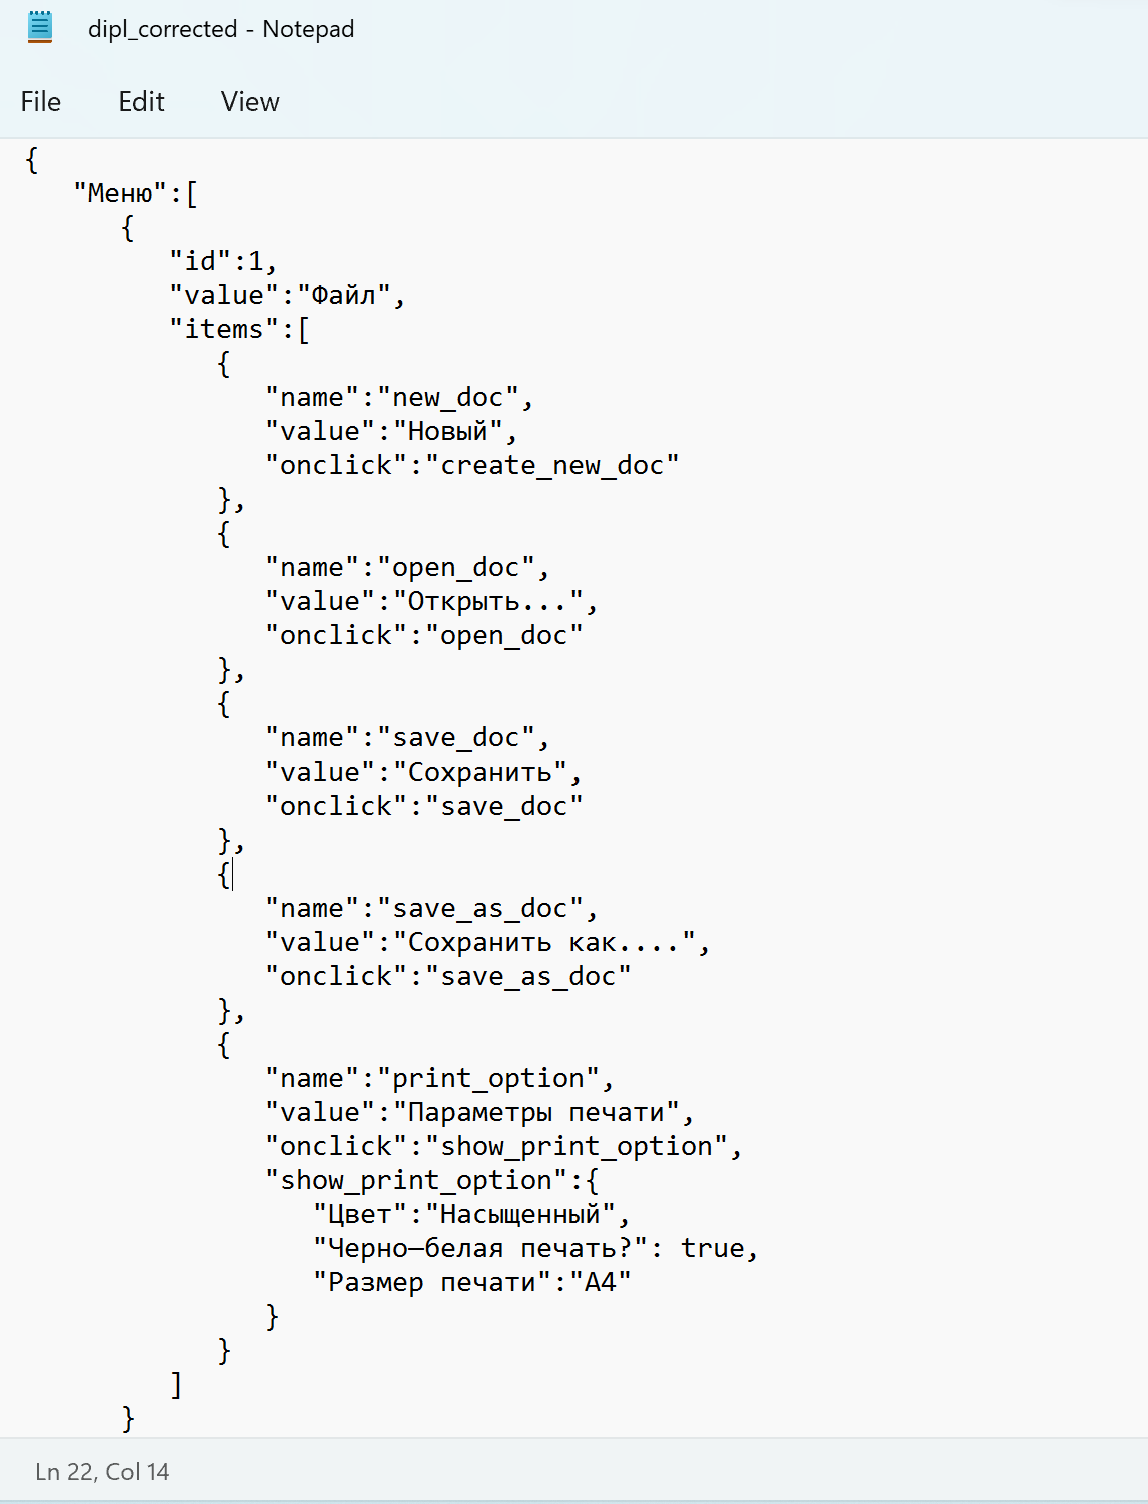 dipl_corrected - Notepad
File Edit View
{
"Меню":[
{
"id":1,
"value":"Файл",
"items":[
{
"name":"new_doc",
"value":"Новый",
"onclick":"create_new_doc"
},
{
"name":"open_doc",
"value":"Открыть...",
"onclick":"open_doc"
},
{
"name":"save_doc",
"value":"Сохранить",
"onclick":"save_doc"
},
{
"name":"save_as_doc",
"value":"Сохранить как....",
"onclick":"save_as_doc"
},
{
"name":"print_option",
"value":"Параметры печати",
"onclick":"show_print_option",
"show_print_option":{
"Цвет":"Насыщенный",
"Черно—белая печать?": true,
"Размер печати":"A4"
}
}
]
}
Ln 22, Col 14